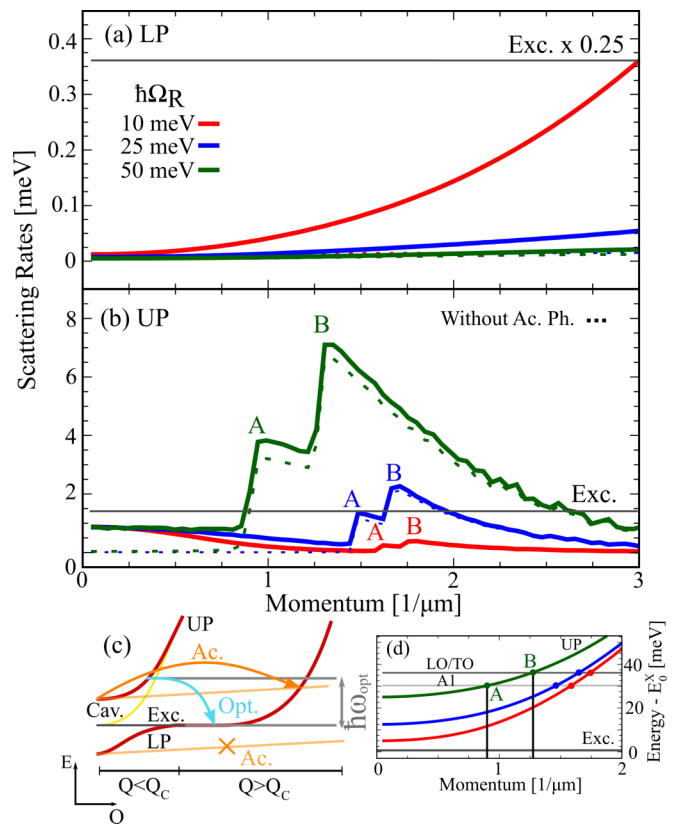 (a) LP
Exc. x 0.25
ħΩR
10 meV
25 meV
50 meV
0.4
0.3
0.2
0.1
0
Scattering Rates [meV]
(b) UP
Without Ac. Ph.
B
A
B
A
A
B
Exc.
8
6
4
2
0
0 1 2 3
Momentum [1/μm]
(c)
UP
Ac.
Cav.
Exc.
Opt.
LP
Ac.
ħωopt
Q<QC
Q>QC
E
Q
(d)
UP
LO/TO
A1
B
A
Exc.
40
20
0
Energy - E0X [meV]
0 1 2
Momentum [1/μm]